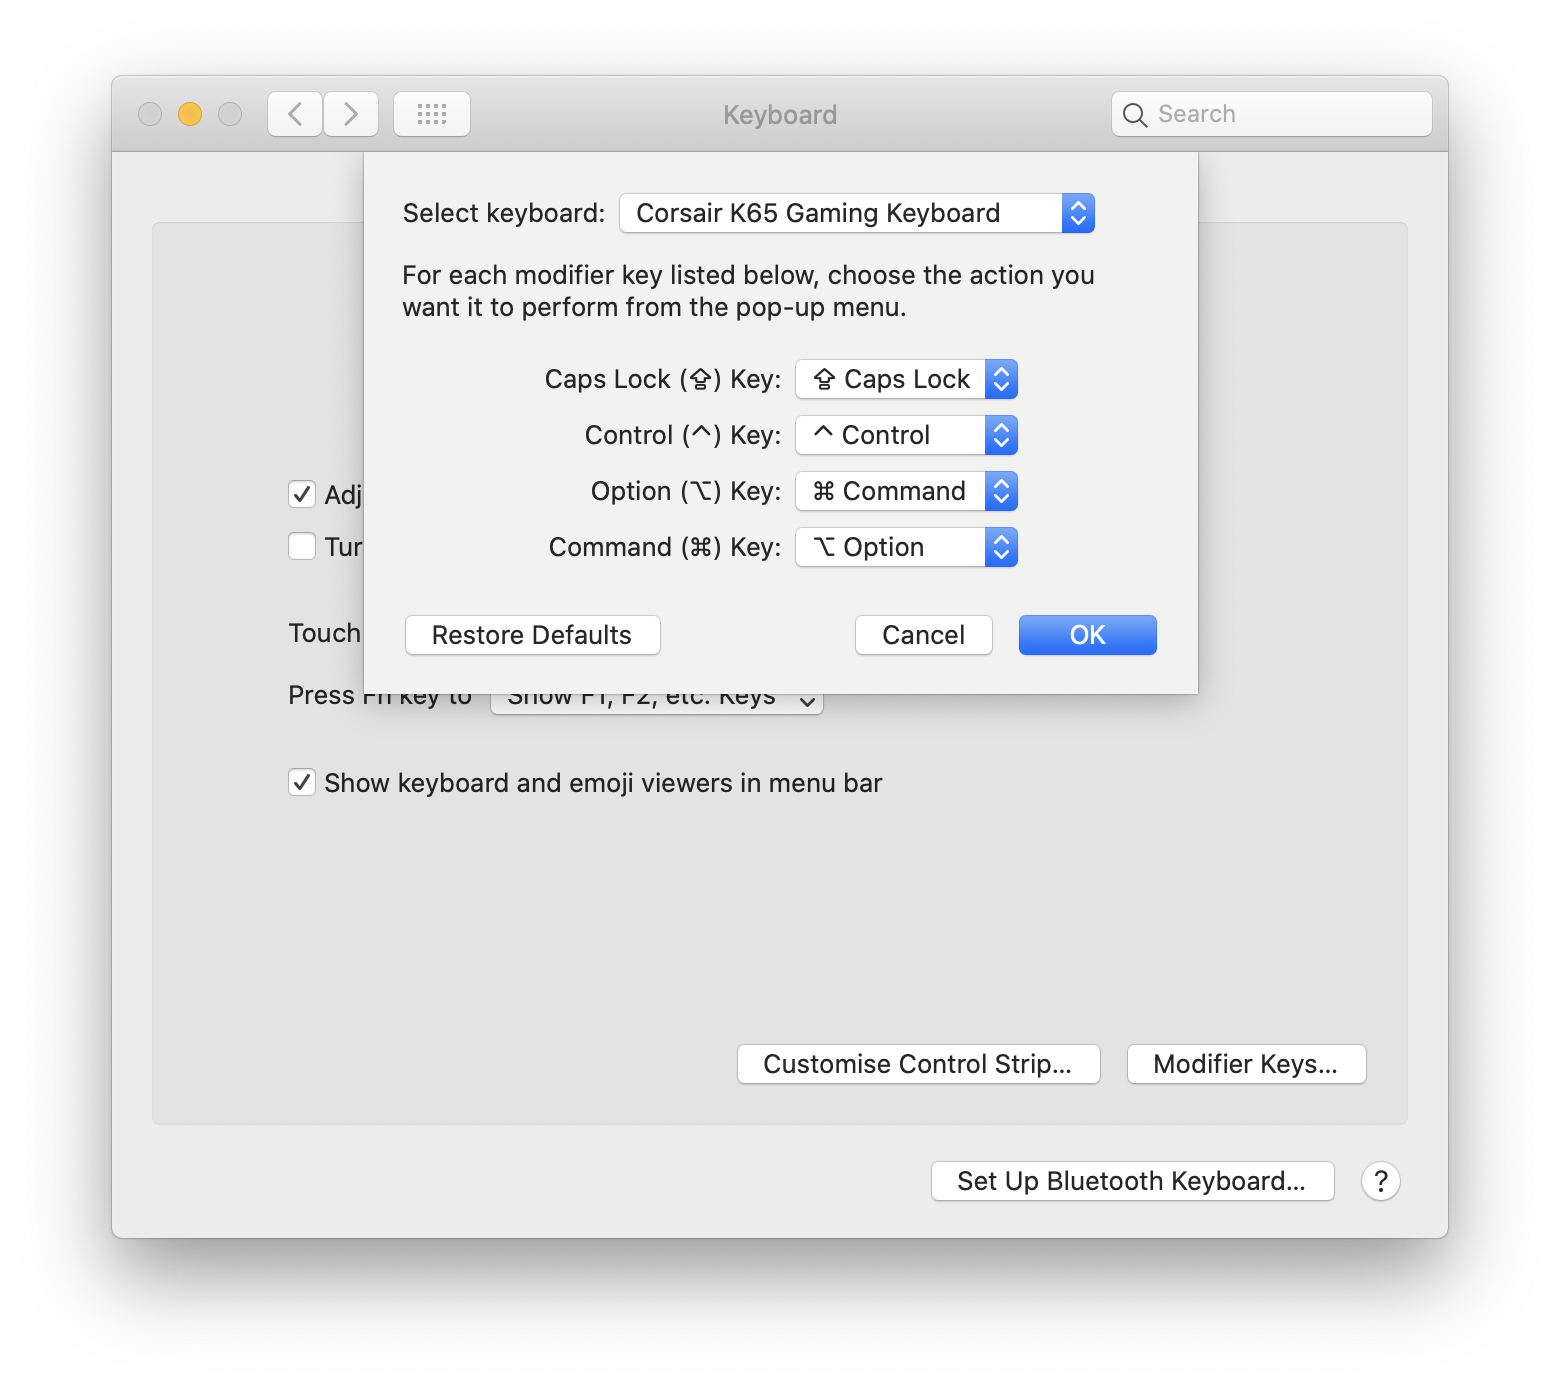 Keyboard
Search
Select keyboard: Corsair K65 Gaming Keyboard
For each modifier key listed below, choose the action you
want it to perform from the pop-up menu.
Caps Lock (⇪) Key: ⇪ Caps Lock
Control (^) Key: ^ Control
Option (⌥) Key: ⌘ Command
Command (⌘) Key: ⌥ Option
Restore Defaults Cancel OK
Adj
Tur
Touch
Press Fn key to Show F1, F2, etc. Keys
Show keyboard and emoji viewers in menu bar
Customise Control Strip... Modifier Keys...
Set Up Bluetooth Keyboard... ?